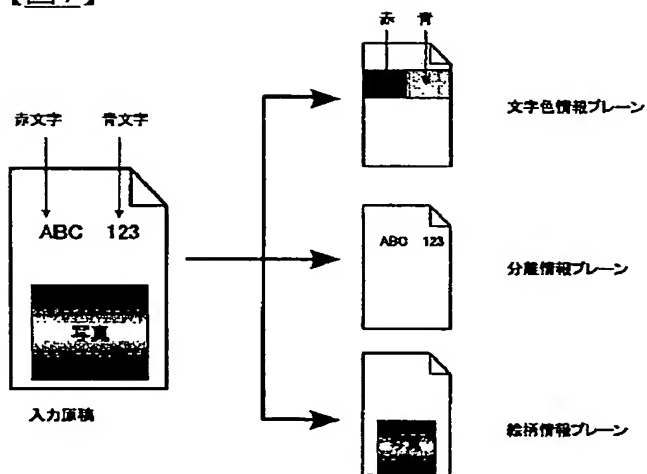 【図7】
赤 青
文字色情報プレーン
赤文字 青文字
ABC 123
ABC 123
分離情報プレーン
写真
入力原稿
絵柄情報プレーン